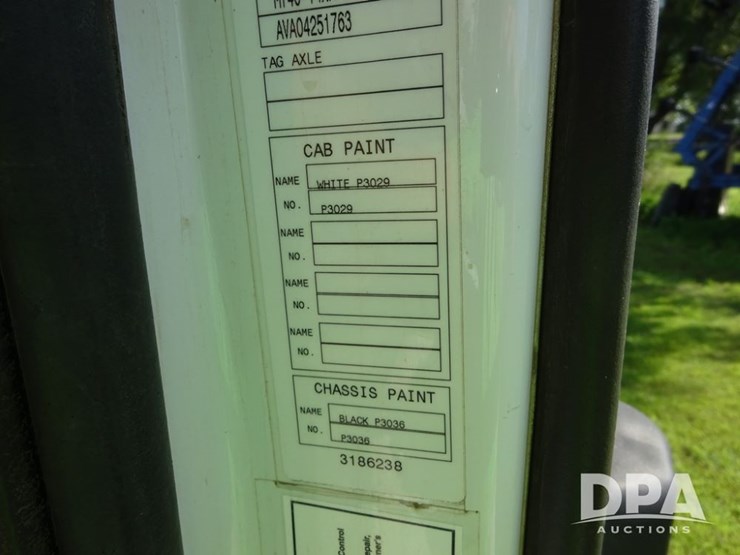 AVA04251763
TAG AXLE
CAB PAINT
NAME WHITE P3029
NO. P3029
NAME
NO.
NAME
NO.
NAME
NO.
CHASSIS PAINT
NAME BLACK P3036
NO. P3036
3186238
Control
DPA
AUCTIONS